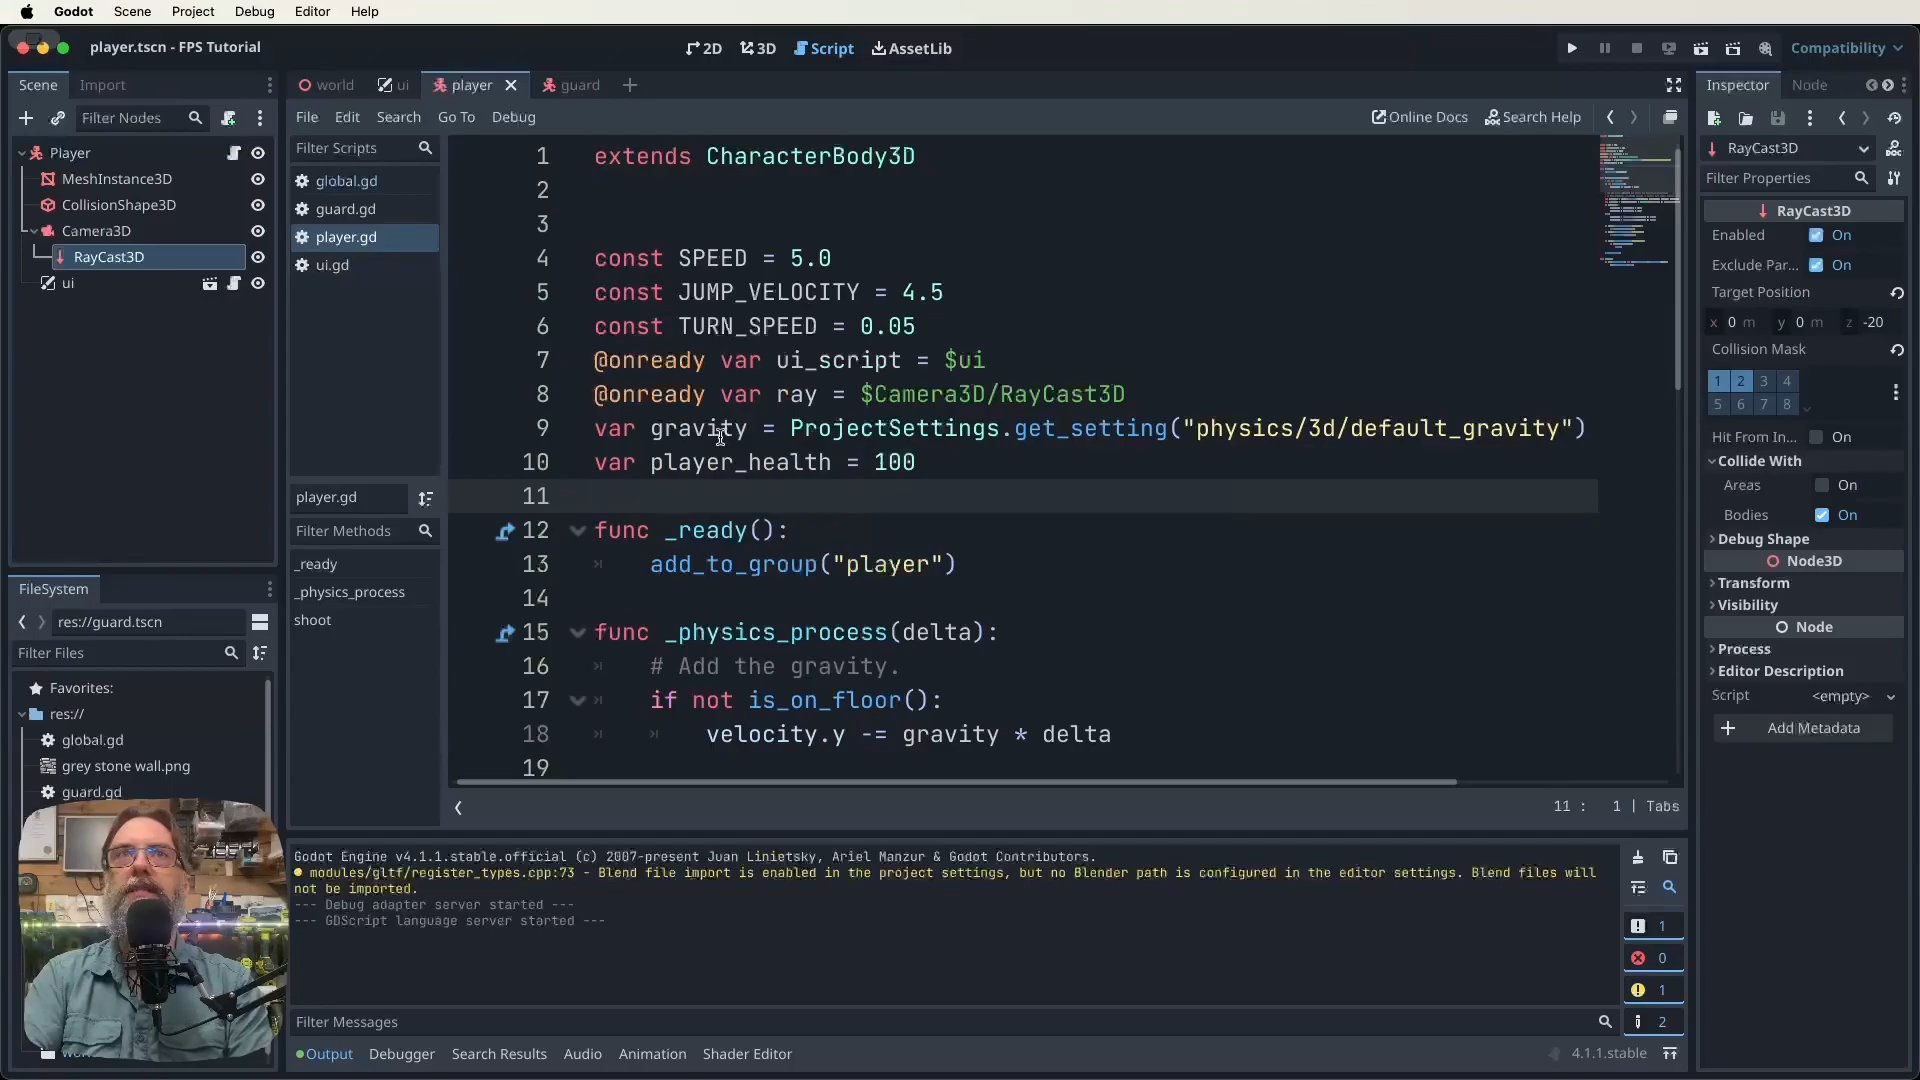 Godot Scene Project Debug Editor Help
player.tscn - FPS Tutorial
2D 3D Script AssetLib
Compatibility
Scene Import
Filter Nodes
Player
MeshInstance3D
CollisionShape3D
Camera3D
RayCast3D
ui
FileSystem
res://guard.tscn
Filter Files
Favorites:
res://
global.gd
grey stone wall.png
guard.gd
world ui player guard
File Edit Search Go To Debug
Online Docs Search Help
Filter Scripts
global.gd
guard.gd
player.gd
ui.gd
player.gd
Filter Methods
_ready
_physics_process
shoot
1 extends CharacterBody3D
2
3
4 const SPEED = 5.0
5 const JUMP_VELOCITY = 4.5
6 const TURN_SPEED = 0.05
7 @onready var ui_script = $ui
8 @onready var ray = $Camera3D/RayCast3D
9 var gravity = ProjectSettings.get_setting("physics/3d/default_gravity")
10 var player_health = 100
11
12 func _ready():
13 add_to_group("player")
14
15 func _physics_process(delta):
16 # Add the gravity.
17 if not is_on_floor():
18 velocity.y -= gravity * delta
19
11 : 1 | Tabs
Godot Engine v4.1.1.stable.official (c) 2007-present Juan Linietsky, Ariel Manzur & Godot Contributors.
modules/gltf/register_types.cpp:73 - Blend file import is enabled in the project settings, but no Blender path is configured in the editor settings. Blend files will
not be imported.
--- Debug adapter server started ---
--- GDScript language server started ---
1
0
1
2
Filter Messages
Output Debugger Search Results Audio Animation Shader Editor
4.1.1.stable
Inspector Node
RayCast3D
Filter Properties
RayCast3D
Enabled On
Exclude Par... On
Target Position
x 0 m y 0 m z -20
Collision Mask
1 2 3 4
5 6 7 8
Hit From In... On
Collide With
Areas On
Bodies On
Debug Shape
Node3D
Transform
Visibility
Node
Process
Editor Description
Script <empty>
Add Metadata